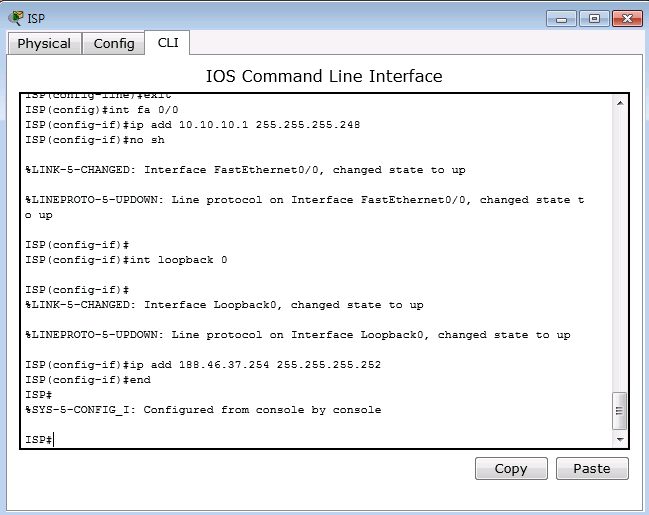 ISP
Physical Config CLI
IOS Command Line Interface
ISP(config-line)#exit
ISP(config)#int fa 0/0
ISP(config-if)#ip add 10.10.10.1 255.255.255.248
ISP(config-if)#no sh
%LINK-5-CHANGED: Interface FastEthernet0/0, changed state to up
%LINEPROTO-5-UPDOWN: Line protocol on Interface FastEthernet0/0, changed state t
o up
ISP(config-if)#
ISP(config-if)#int loopback 0
ISP(config-if)#
%LINK-5-CHANGED: Interface Loopback0, changed state to up
%LINEPROTO-5-UPDOWN: Line protocol on Interface Loopback0, changed state to up
ISP(config-if)#ip add 188.46.37.254 255.255.255.252
ISP(config-if)#end
ISP#
%SYS-5-CONFIG_I: Configured from console by console
ISP#
Copy Paste